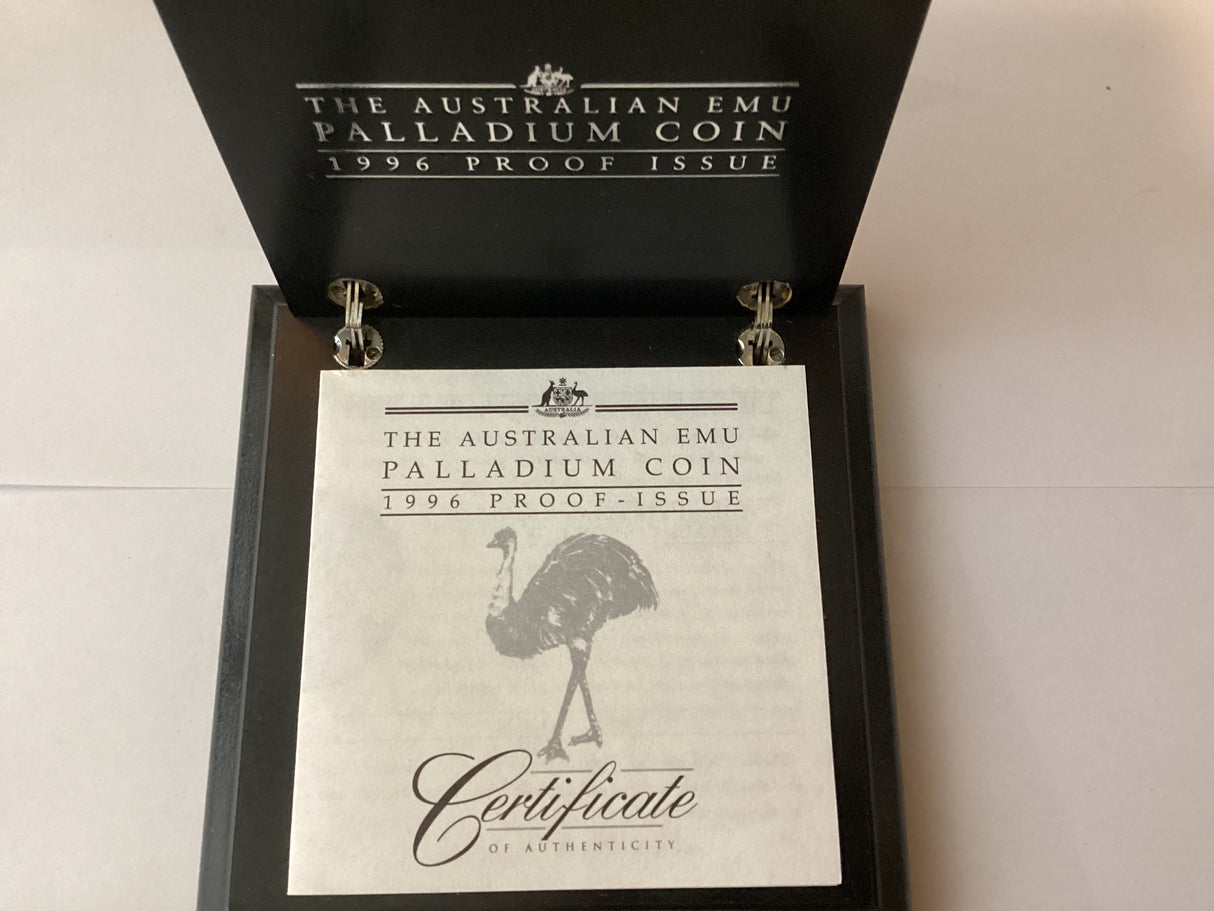 THE AUSTRALIAN EMU
PALLADIUM COIN
1996 PROOF ISSUE
AUSTRALIA
THE AUSTRALIAN EMU
PALLADIUM COIN
1996 PROOF-ISSUE
Certificate
OF AUTHENTICITY